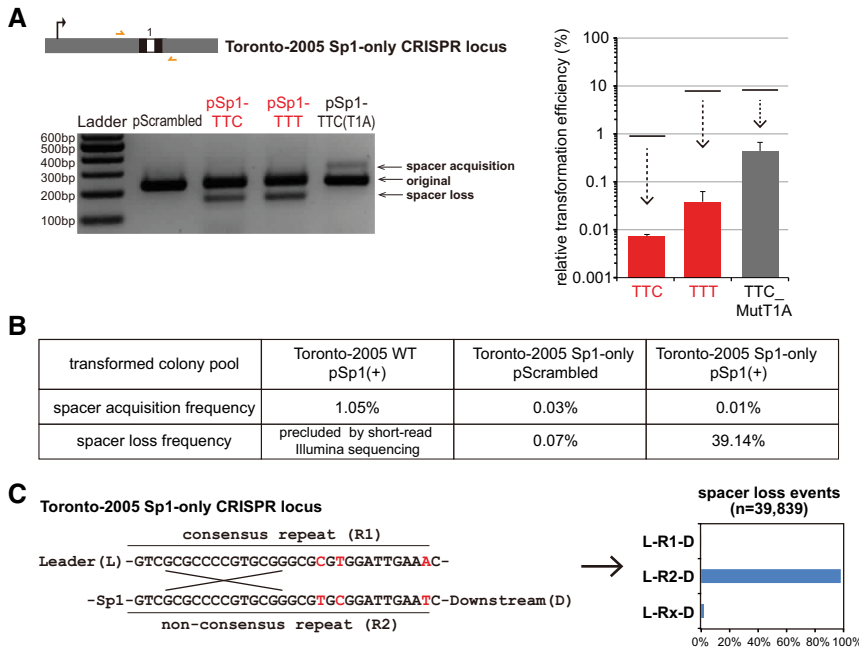 A
1
Toronto-2005 Sp1-only CRISPR locus
Ladder
pScrambled
pSp1-
TTC
pSp1-
TTT
pSp1-
TTC(T1A)
600bp
500bp
400bp
300bp
200bp
100bp
spacer acquisition
original
spacer loss
relative transformation efficiency (%)
100
10
1
0.1
0.01
0.001
TTC
TTT
TTC_
MutT1A
B
transformed colony pool
Toronto-2005 WT
pSp1(+)
Toronto-2005 Sp1-only
pScrambled
Toronto-2005 Sp1-only
pSp1(+)
spacer acquisition frequency
1.05%
0.03%
0.01%
spacer loss frequency
precluded by short-read
Illumina sequencing
0.07%
39.14%
C
Toronto-2005 Sp1-only CRISPR locus
consensus repeat (R1)
Leader(L)-GTCGCGCCCCGTGCGGGCGCGTGGATTGAAAC-
-Sp1-GTCGCGCCCCGTGCGGGCGTGCGGATTGAATC-Downstream(D)
non-consensus repeat (R2)
spacer loss events
(n=39,839)
L-R1-D
L-R2-D
L-Rx-D
0% 20% 40% 60% 80% 100%